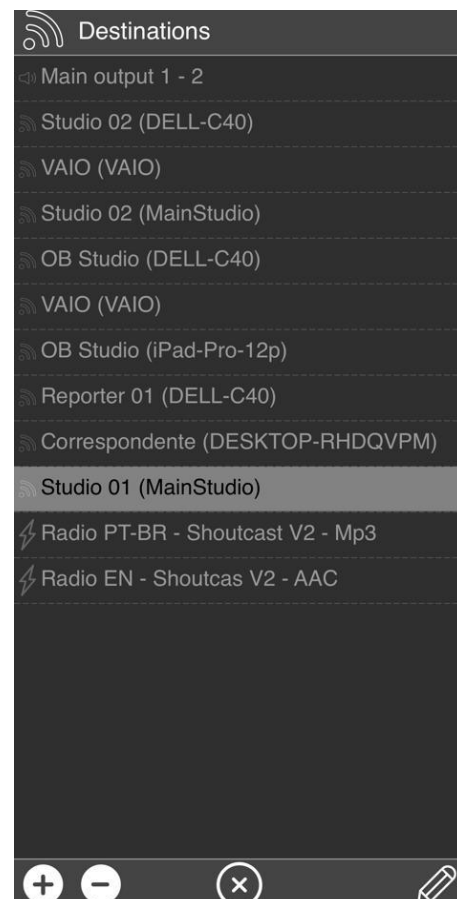 Destinations
Main output 1 - 2
Studio 02 (DELL-C40)
VAIO (VAIO)
Studio 02 (MainStudio)
OB Studio (DELL-C40)
VAIO (VAIO)
OB Studio (iPad-Pro-12p)
Reporter 01 (DELL-C40)
Correspondente (DESKTOP-RHDQVPM)
Studio 01 (MainStudio)
Radio PT-BR - Shoutcast V2 - Mp3
Radio EN - Shoutcas V2 - AAC